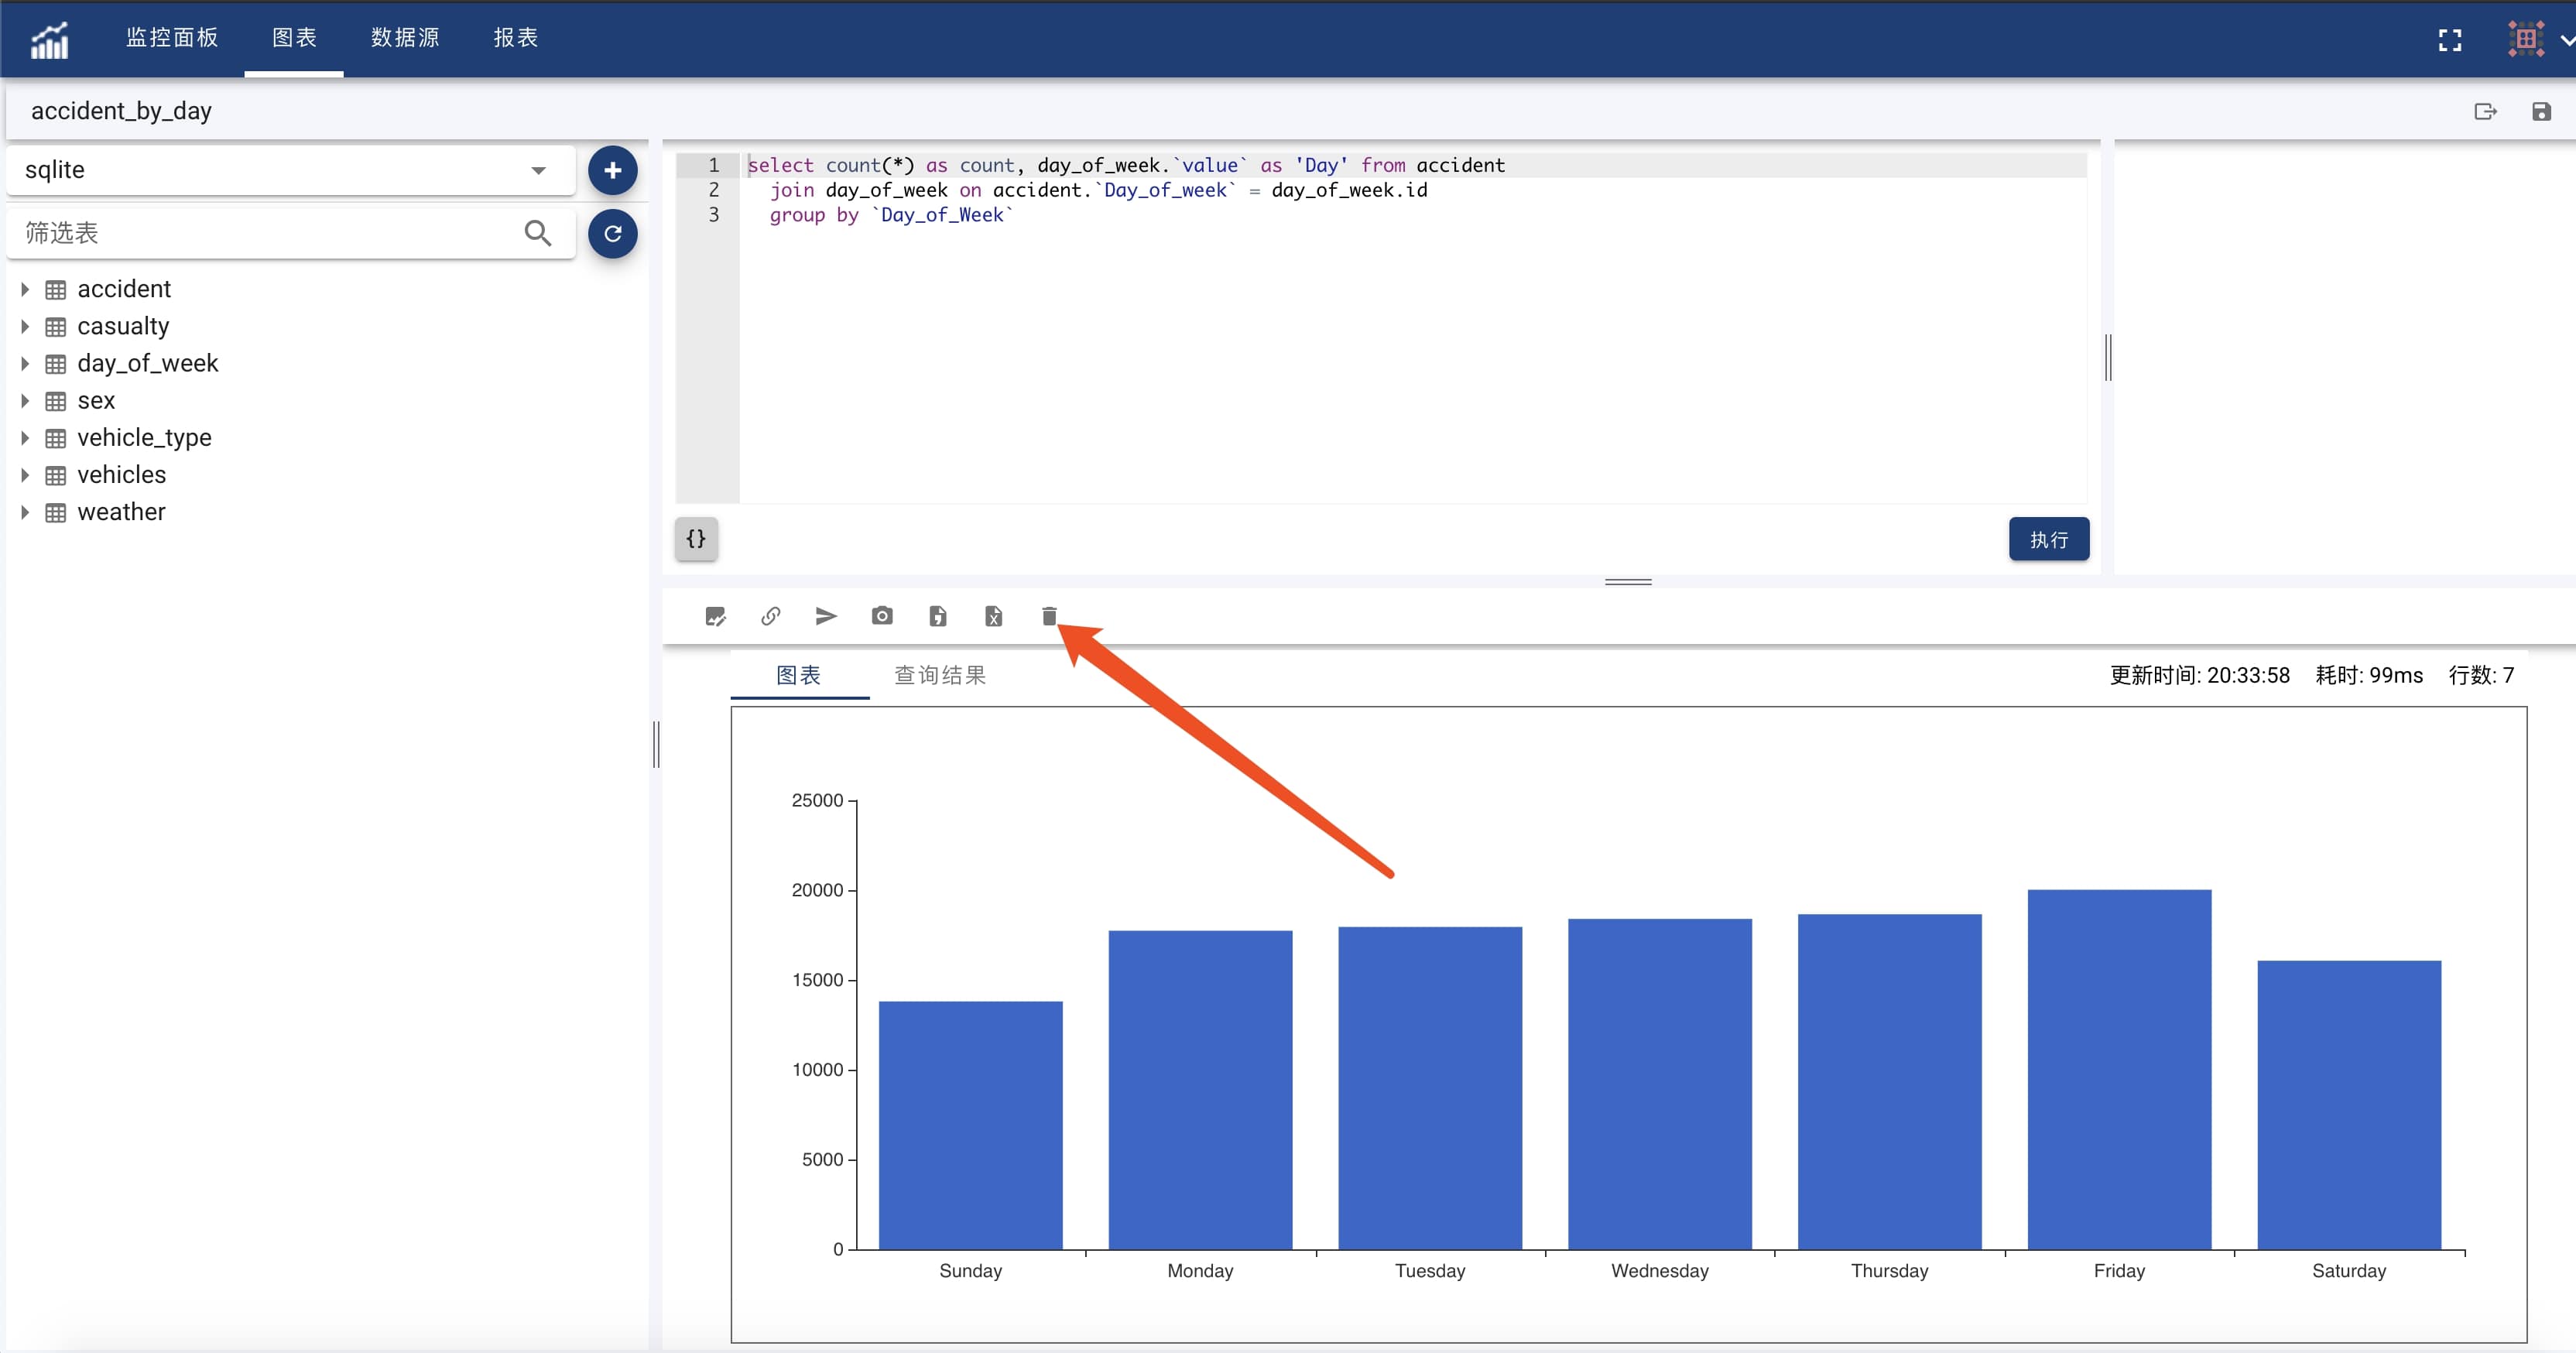 监控面板 图表 数据源 报表
accident_by_day
sqlite
筛选表
accident
casualty
day_of_week
sex
vehicle_type
vehicles
weather
1 select count(*) as count, day_of_week.`value` as 'Day' from accident
2 join day_of_week on accident.`Day_of_week` = day_of_week.id
3 group by `Day_of_Week`
{}
执行
图表 查询结果
更新时间: 20:33:58 耗时: 99ms 行数: 7
25000
20000
15000
10000
5000
0
Sunday Monday Tuesday Wednesday Thursday Friday Saturday